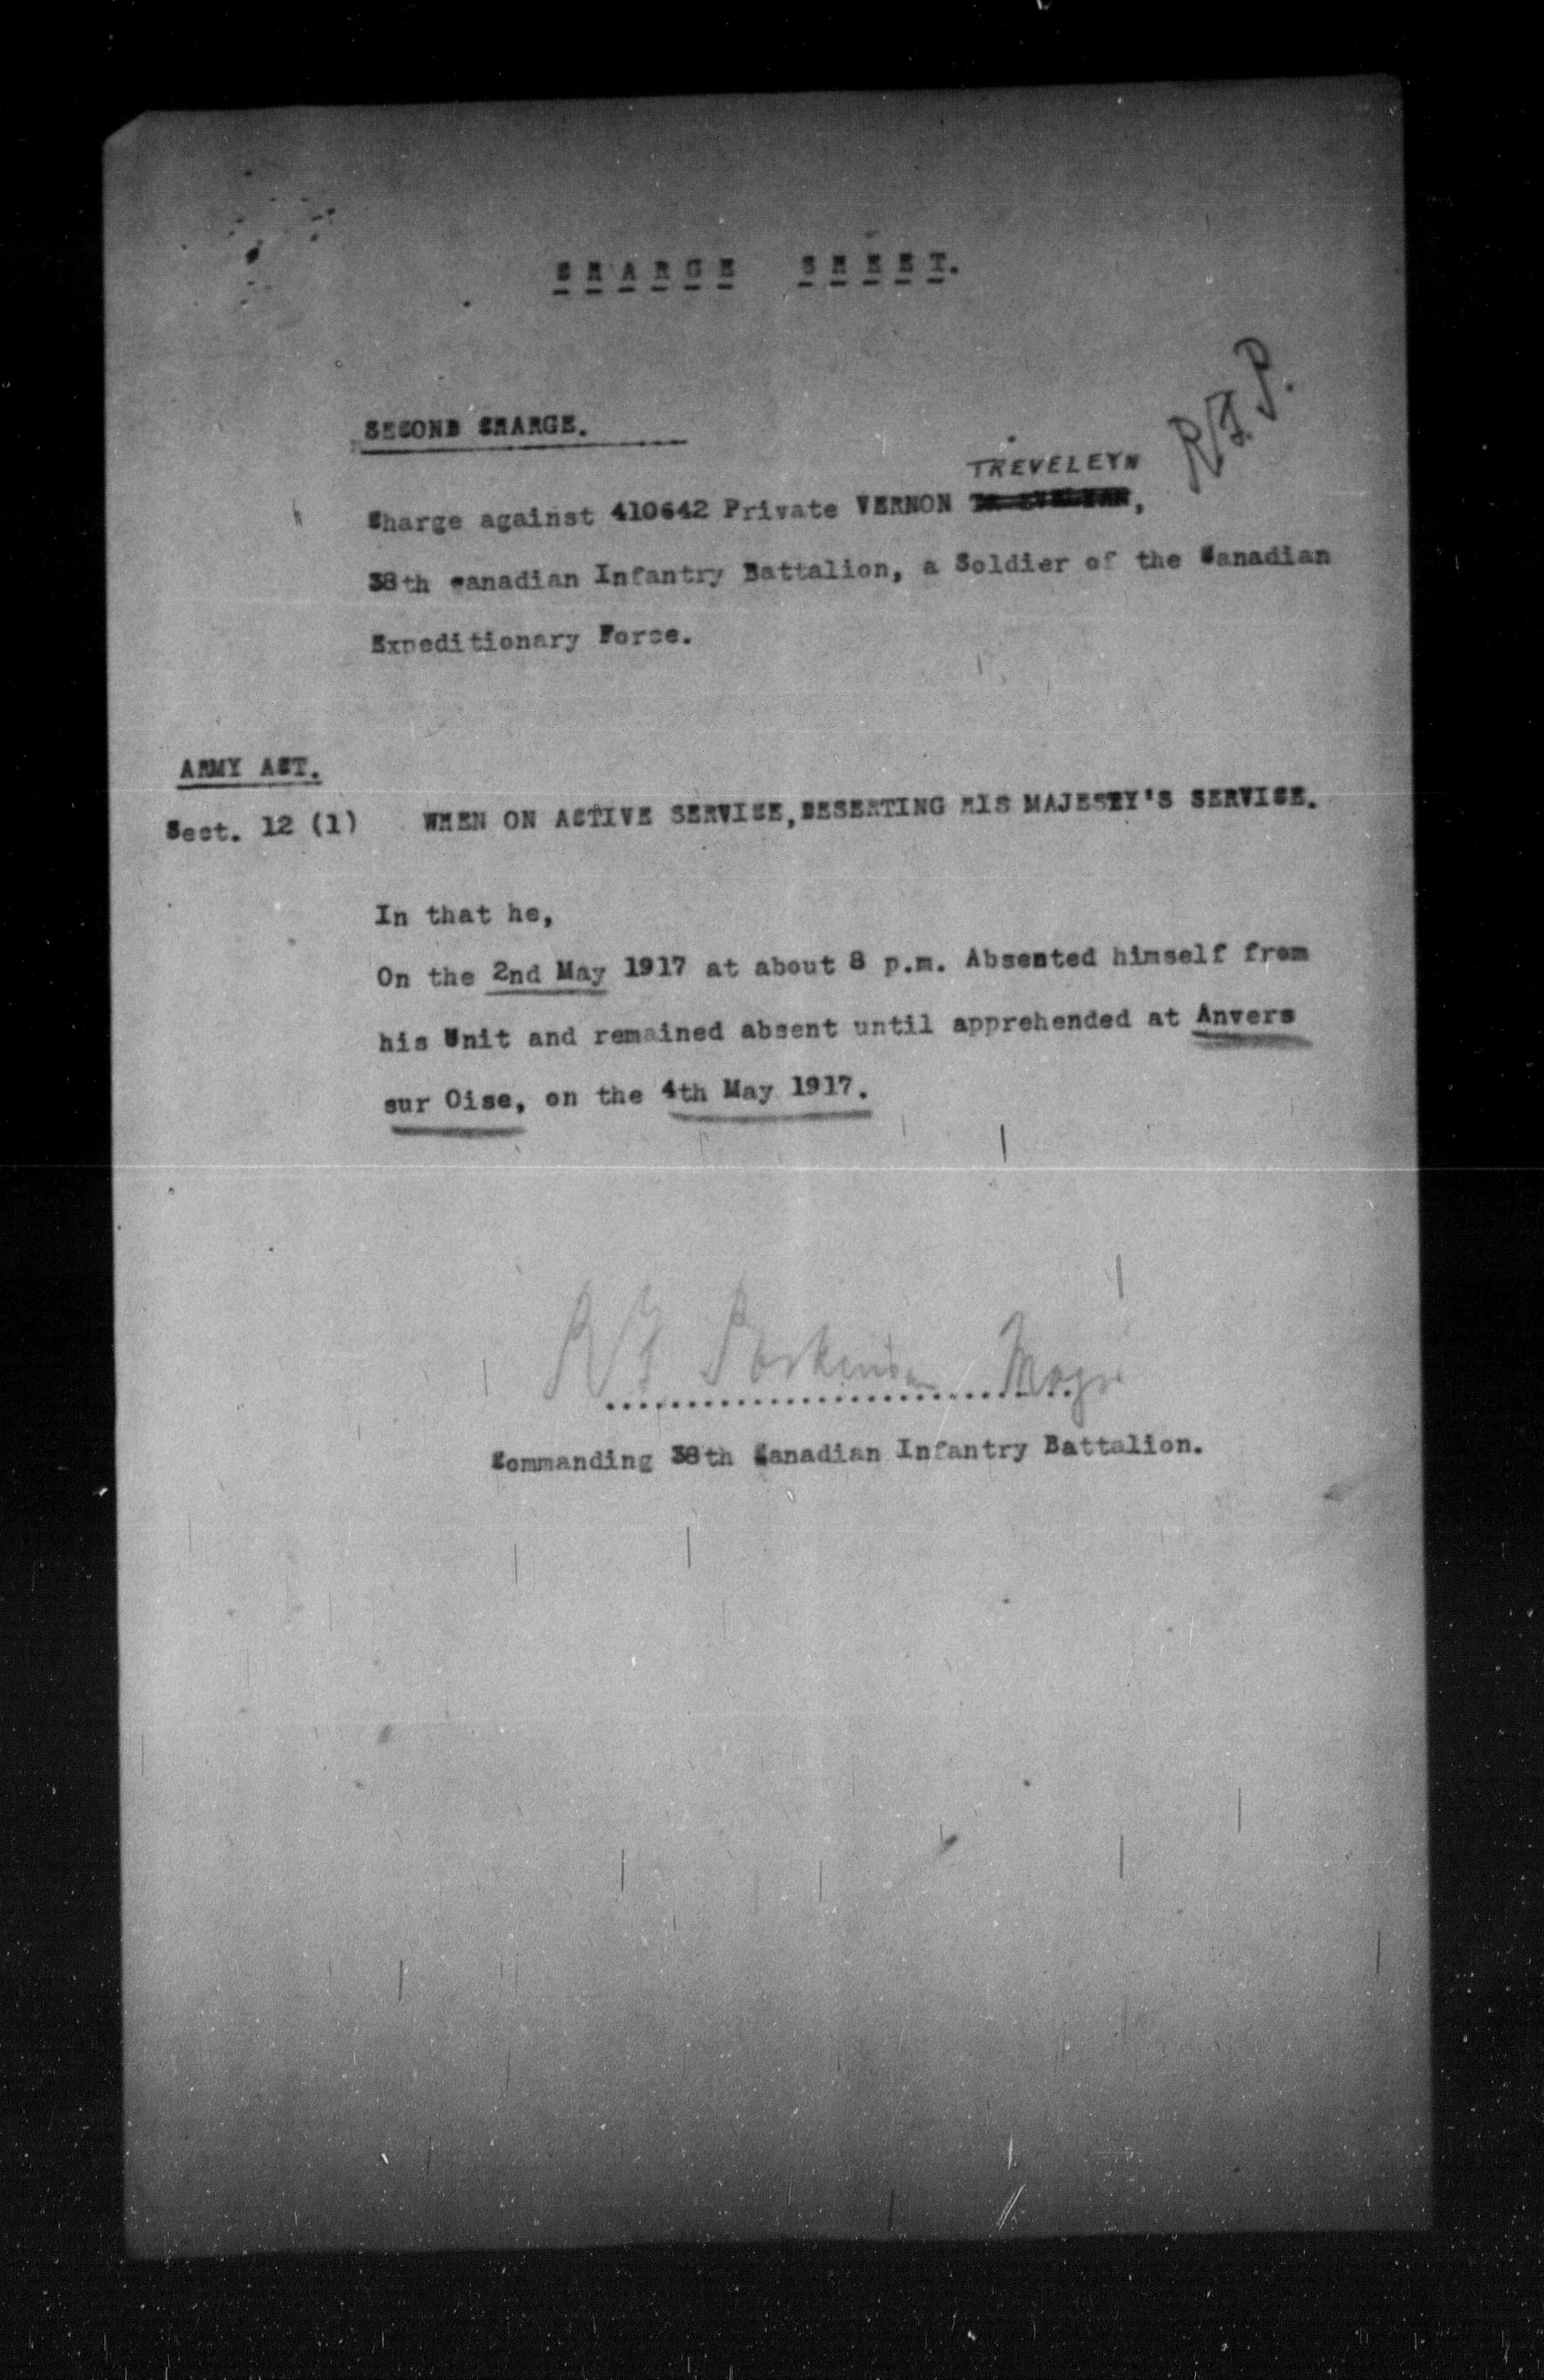 CHARGE SHEET.
SECOND CHARGE.
R.F.P.
TREVELEYN
Charge against 410642 Private VERNON ,
38th Canadian Infantry Battalion, a Soldier of the Canadian
Expeditionary Force.
ARMY ACT.
Sect. 12 (1) WHEN ON ACTIVE SERVICE, DESERTING HIS MAJESTY'S SERVICE.
In that he,
On the 2nd May 1917 at about 8 p.m. Absented himself from
his Unit and remained absent until apprehended at Anvers
sur Oise, on the 4th May 1917.
R F Parkinson Major
Commanding 38th Canadian Infantry Battalion.